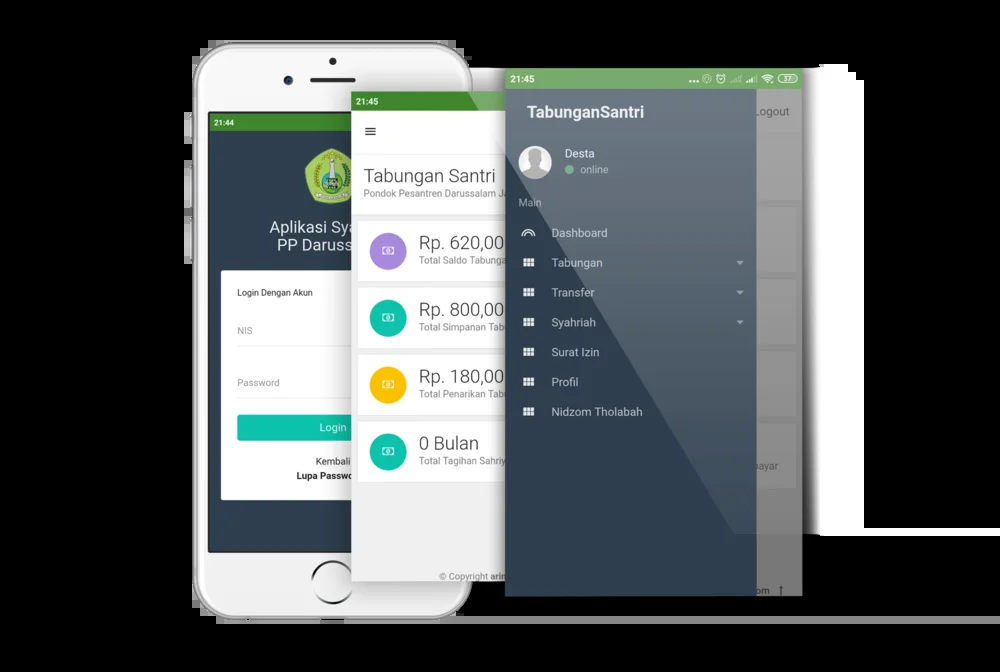 21:44
Aplikasi Sya
PP Daruss
Login Dengan Akun
NIS
Password
Login
Kembali
Lupa Passwo
21:45
Tabungan Santri
Pondok Pesantren Darussalam Ja
Rp. 620,00
Total Saldo Tabunga
Rp. 800,00
Total Simpanan Tab
Rp. 180,00
Total Penarikan Tab
0 Bulan
Total Tagihan Sahriy
© Copyright arin
21:45
37
TabunganSantri
Logout
Desta
online
Main
Dashboard
Tabungan
Transfer
Syahriah
Surat Izin
Profil
Nidzom Tholabah
bayar
om